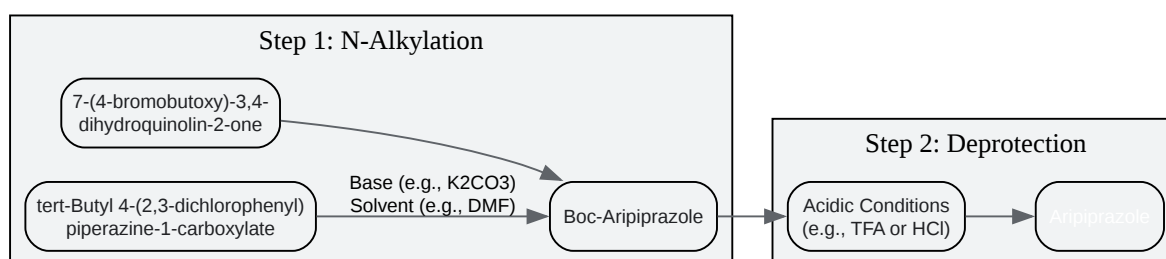 Step 1: N-Alkylation
7-(4-bromobutoxy)-3,4-
dihydroquinolin-2-one
tert-Butyl 4-(2,3-dichlorophenyl)
piperazine-1-carboxylate
Base (e.g., K2CO3)
Solvent (e.g., DMF)
Boc-Aripiprazole
Step 2: Deprotection
Acidic Conditions
(e.g., TFA or HCl)
Aripiprazole